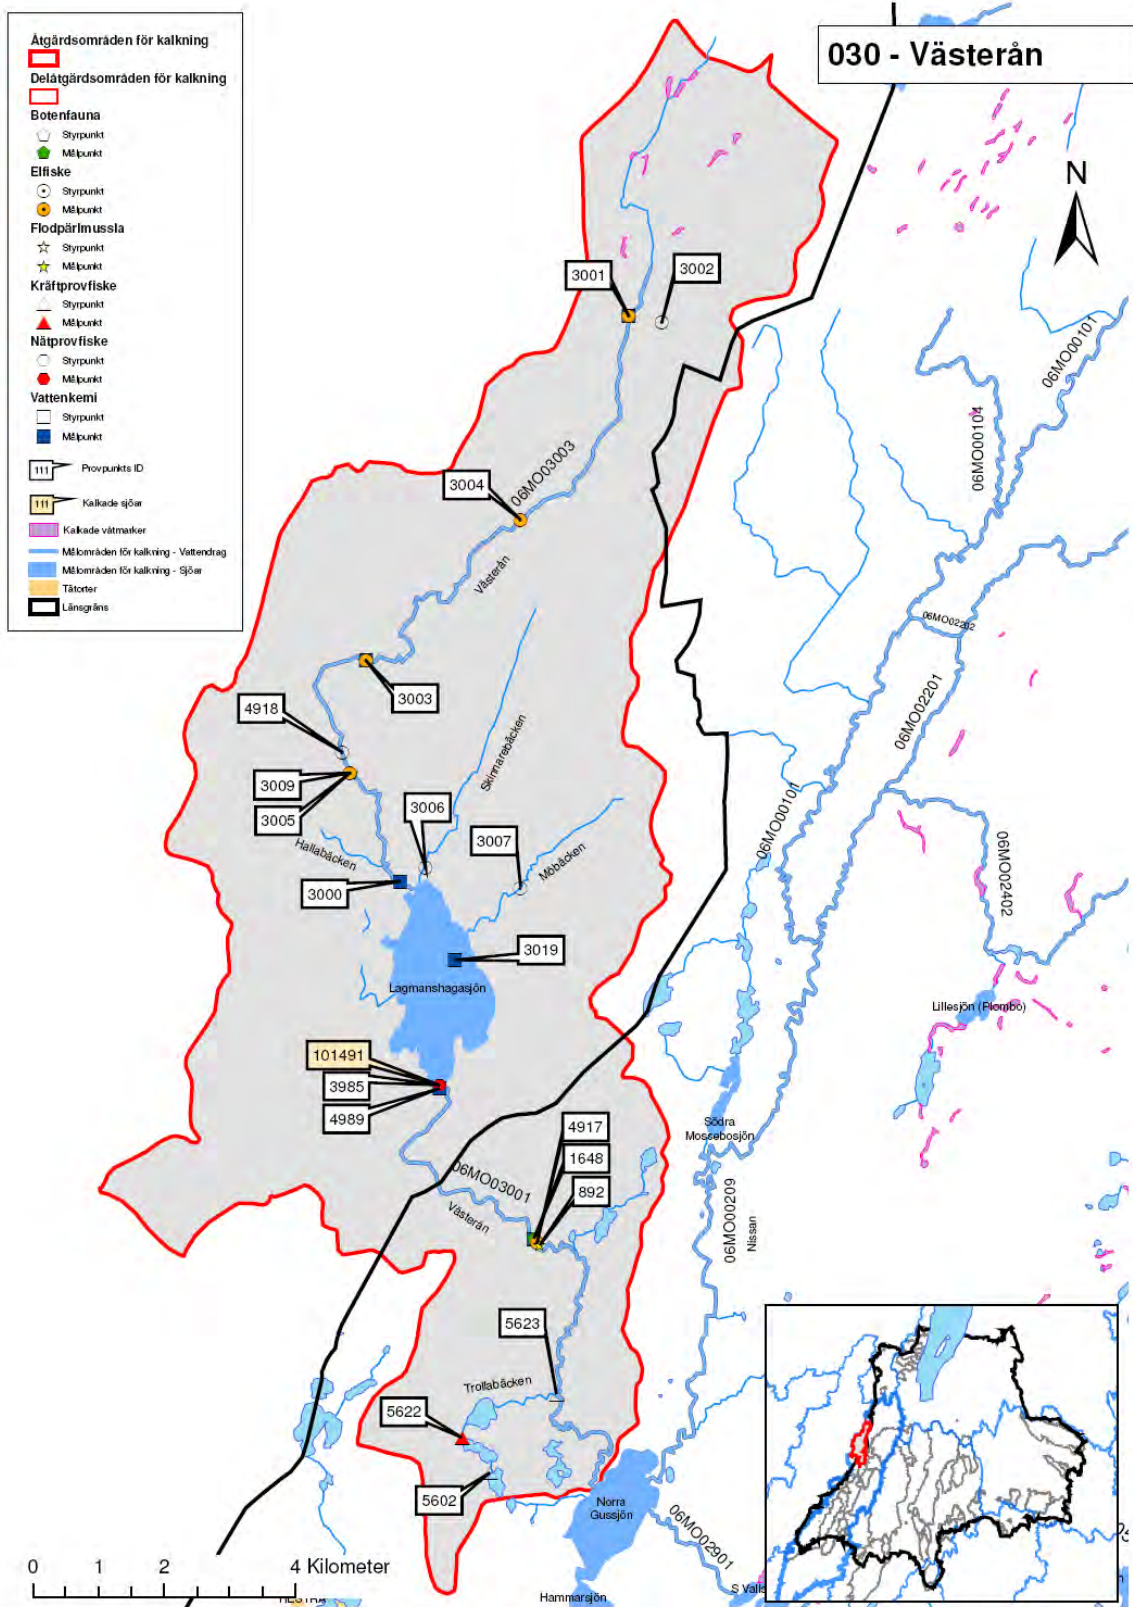 030 - Västerån
Åtgärdsområden för kalkning
Delåtgärdsområden för kalkning
Botenfauna
Styrpunkt
Målpunkt
Elfiske
Styrpunkt
Målpunkt
Flodpärlmussla
Styrpunkt
Målpunkt
Kräftprovfiske
Styrpunkt
Målpunkt
Nätprovfiske
Styrpunkt
Målpunkt
Vattenkemi
Styrpunkt
Målpunkt
111 Provpunkts ID
111 Kalkade sjöar
Kalkade våtmarker
Målområden för kalkning - Vattendrag
Målområden för kalkning - Sjöar
Tätorter
Länsgräns
N
3001
3002
06MO00101
06MO00104
3004
06MO03003
Västerån
06MO02202
3003
4918
06MO02201
Skinnarebäcken
3009
3005
3006
06MO00101
3007
Hallabäcken
Möbäcken
06MO02402
3000
3019
Lagmanshagasjön
Lillesjön (Plombo)
101491
3985
4989
Södra
Mossebosjön
4917
1648
892
06MO03001
Västerån
06MO00209
Nissan
5623
Trollabäcken
5622
5602
Norra
Gussjön
06MO02901
0 1 2 4 Kilometer
HESTRA
Hammarsjön